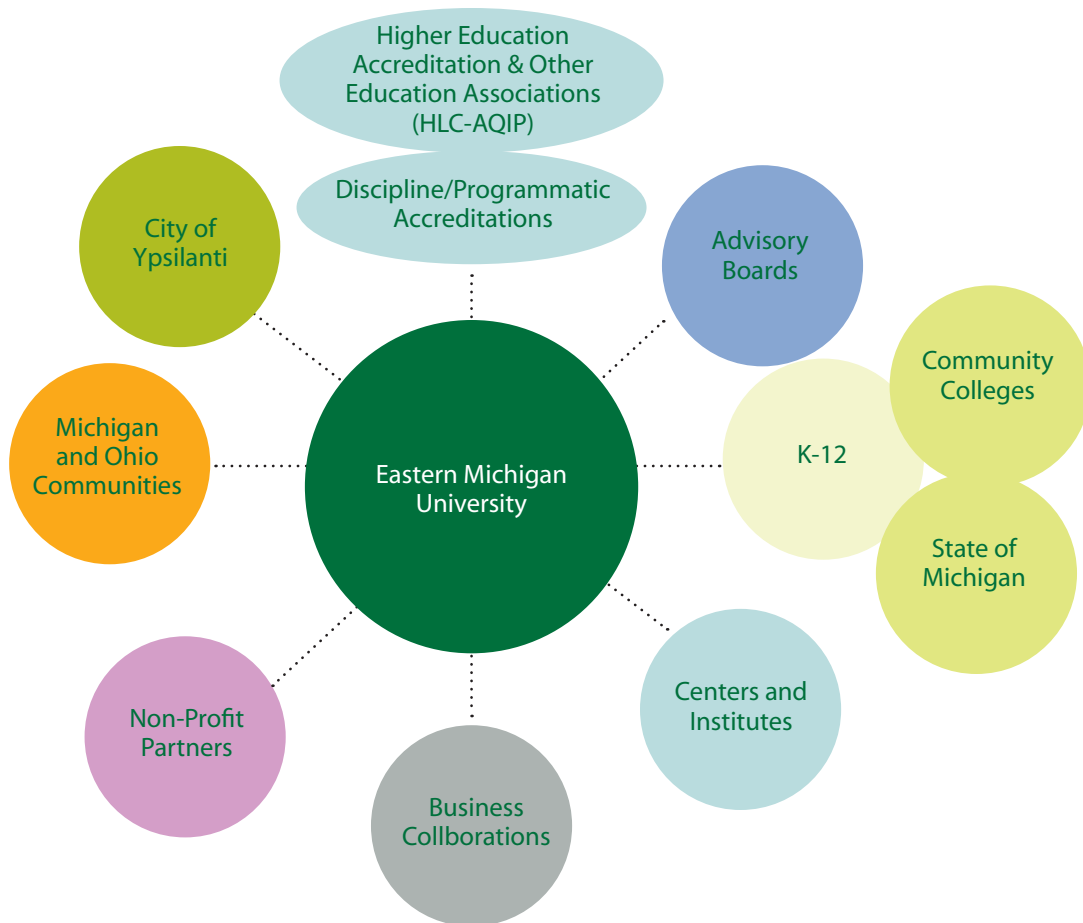 Higher Education
Accreditation & Other
Education Associations
(HLC-AQIP)
Discipline/Programmatic
Accreditations
City of
Ypsilanti
Advisory
Boards
Community
Colleges
Michigan
and Ohio
Communities
Eastern Michigan
University
K-12
State of
Michigan
Non-Profit
Partners
Centers and
Institutes
Business
Collborations